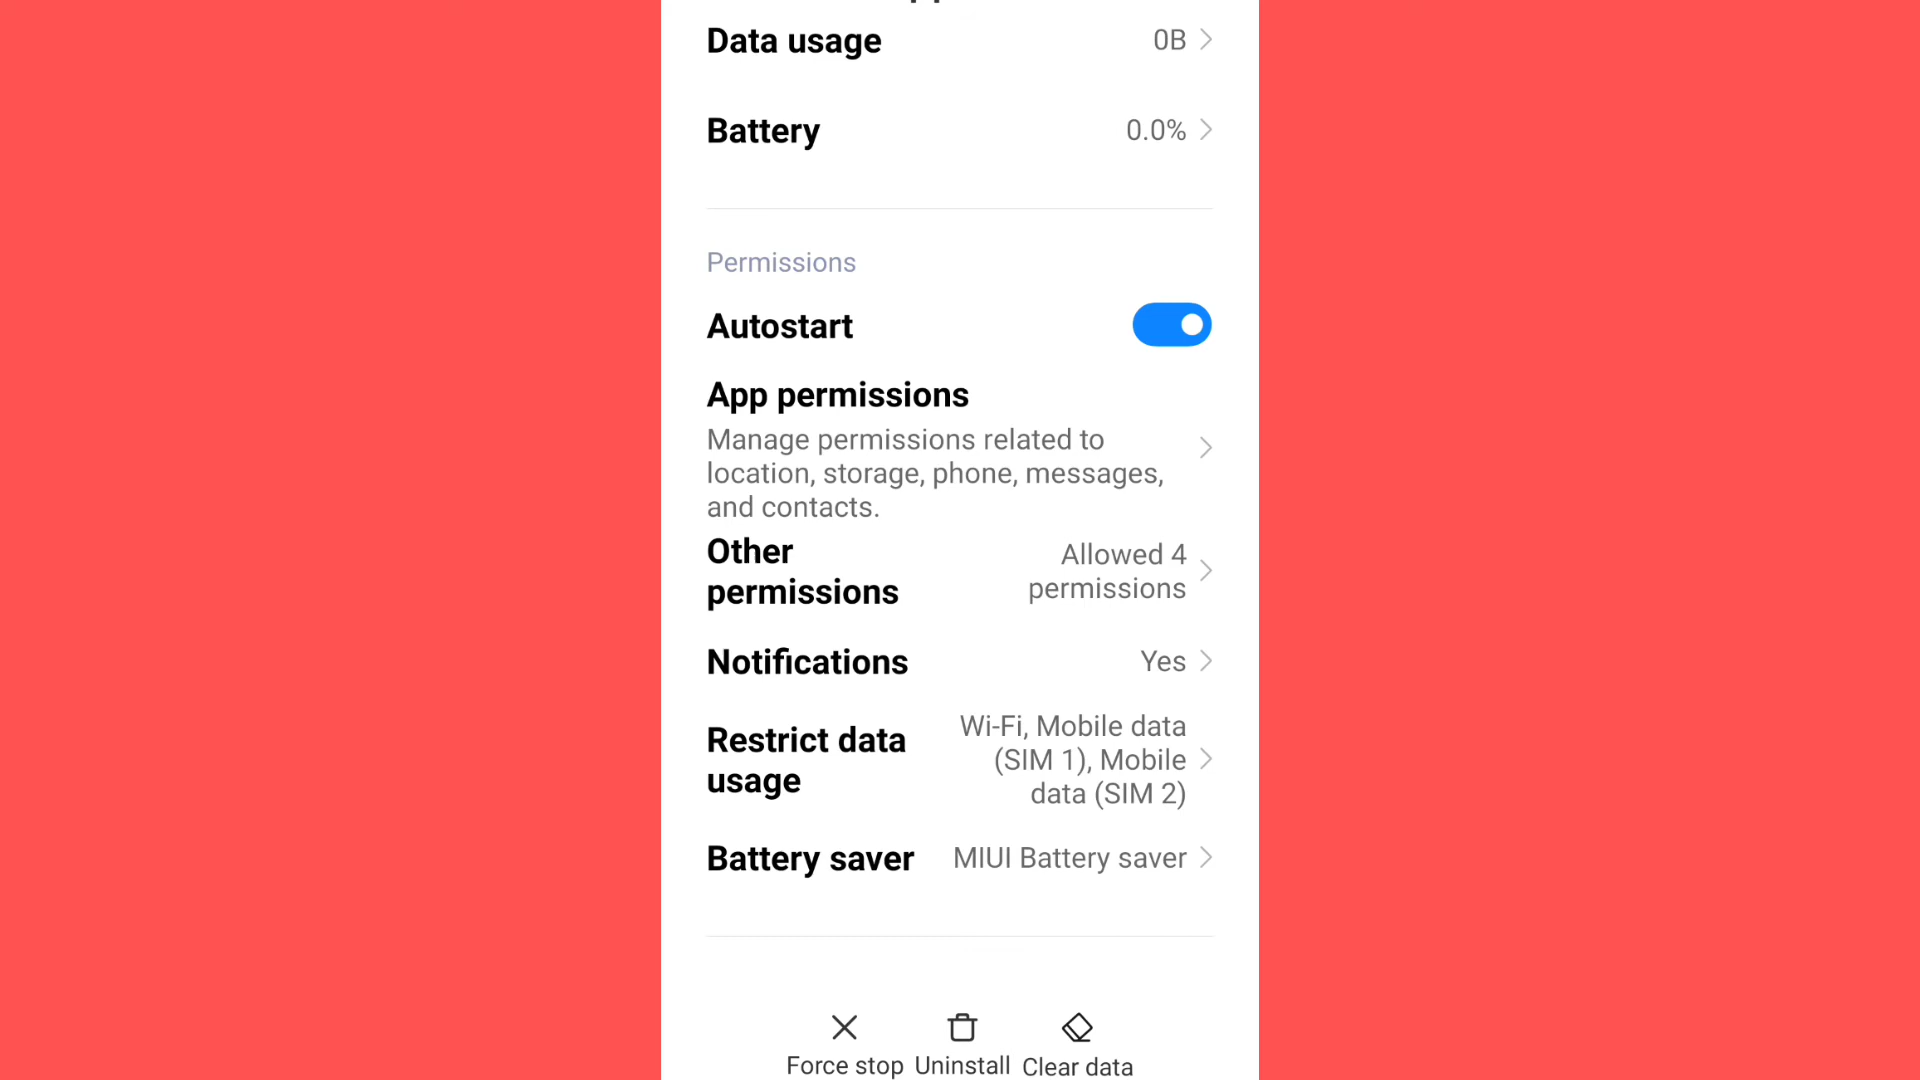 Data usage 0B
Battery 0.0%
Permissions
Autostart
App permissions
Manage permissions related to
location, storage, phone, messages,
and contacts.
Other
permissions
Allowed 4
permissions
Notifications Yes
Restrict data
usage
Wi-Fi, Mobile data
(SIM 1), Mobile
data (SIM 2)
Battery saver MIUI Battery saver
Force stop Uninstall Clear data